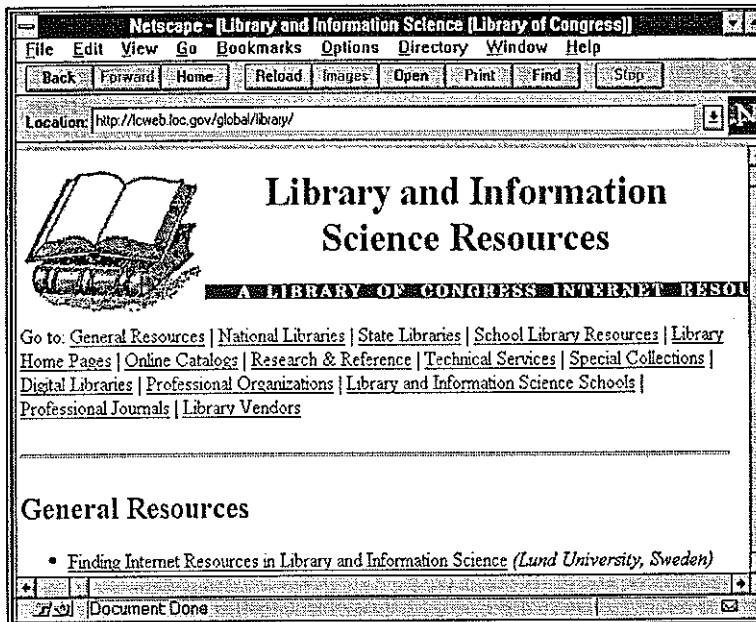 Netscape - [Library and Information Science (Library of Congress)]
File Edit View Go Bookmarks Options Directory Window Help
Back Forward Home Reload Images Open Print Find Stop
Location: http://lcweb.loc.gov/global/library/
N
Library and Information
Science Resources
A LIBRARY OF CONGRESS INTERNET RESOU
Go to: General Resources | National Libraries | State Libraries | School Library Resources | Library
Home Pages | Online Catalogs | Research & Reference | Technical Services | Special Collections |
Digital Libraries | Professional Organizations | Library and Information Science Schools |
Professional Journals | Library Vendors
General Resources
• Finding Internet Resources in Library and Information Science (Lund University, Sweden)
Document Done